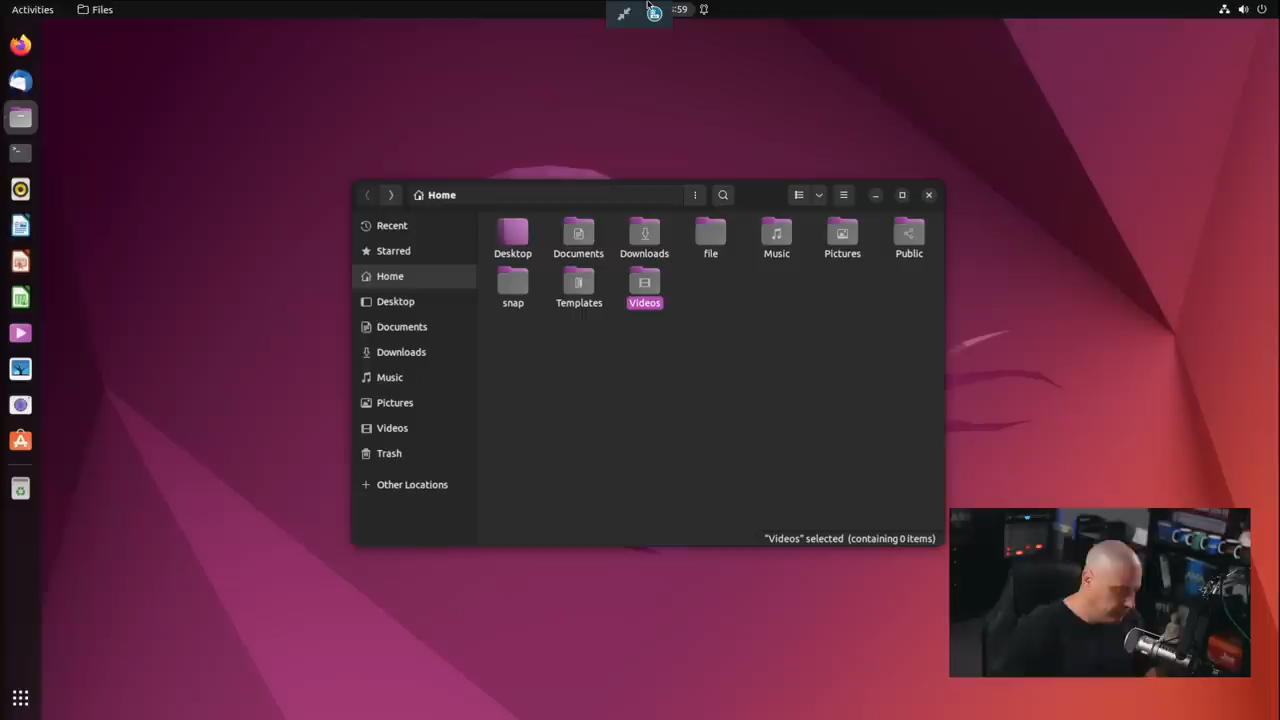 Activities
Files
:59
Home
Recent
Starred
Home
Desktop
Documents
Downloads
Music
Pictures
Videos
Trash
Other Locations
Desktop
Documents
Downloads
file
Music
Pictures
Public
snap
Templates
Videos
"Videos" selected (containing 0 items)